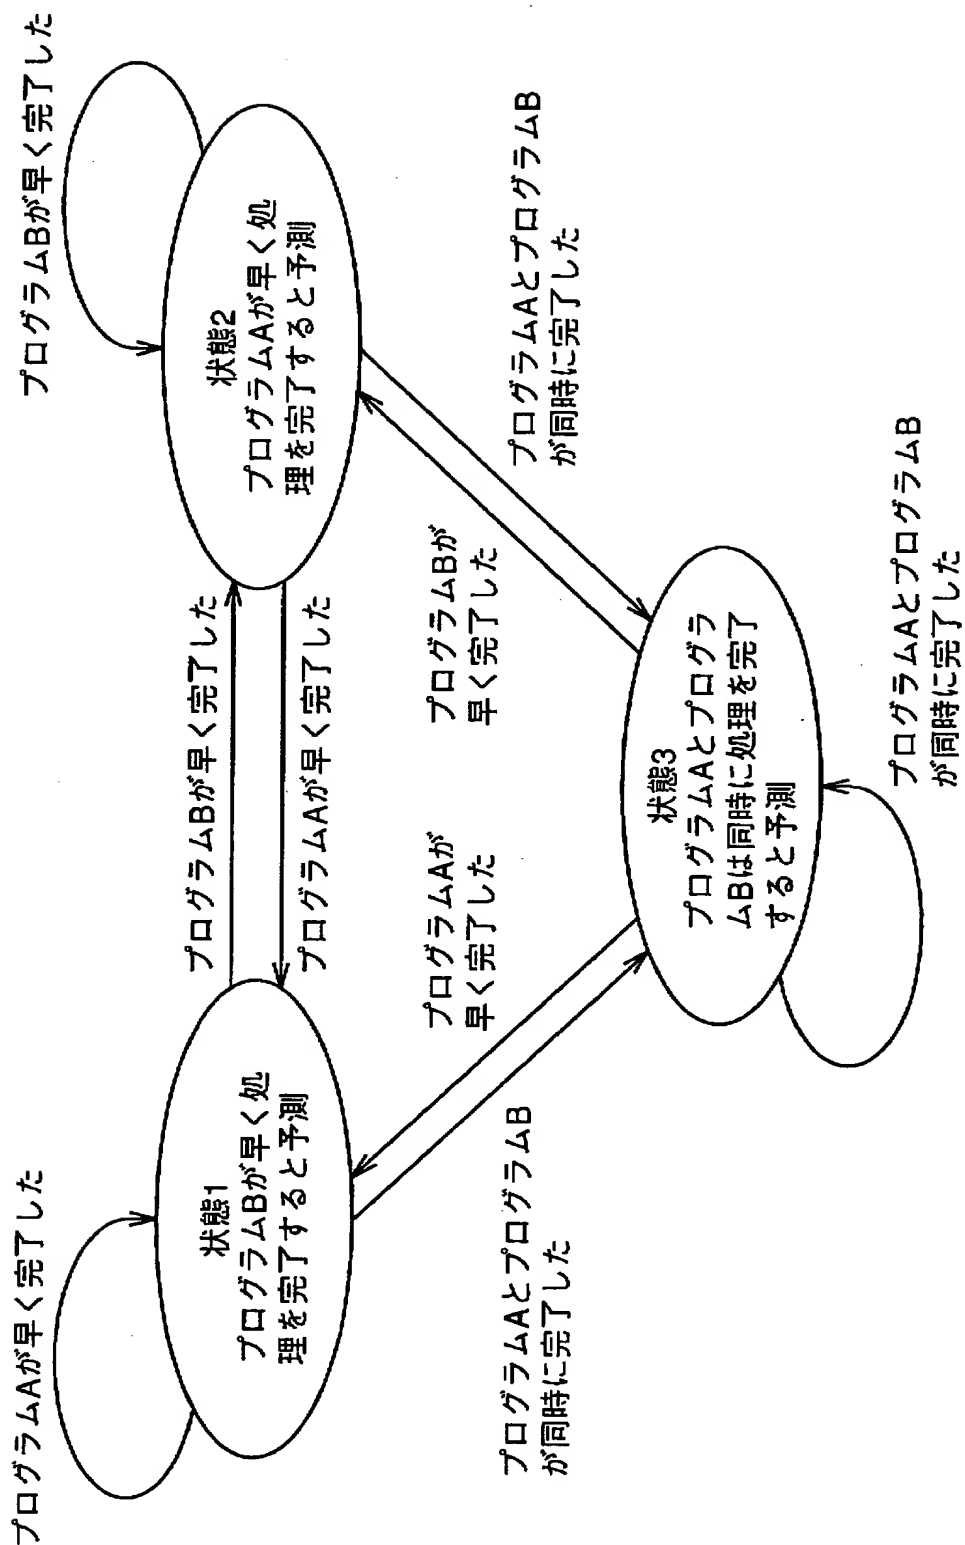 プログラムAが早く完了した
プログラムBが早く完了した
状態1
プログラムBが早く処
理を完了すると予測
プログラムBが早く完了した
プログラムAが早く完了した
状態2
プログラムAが早く処
理を完了すると予測
プログラムAが
早く完了した
プログラムBが
早く完了した
プログラムAとプログラムB
が同時に完了した
プログラムAとプログラムB
が同時に完了した
状態3
プログラムAとプログラ
ムBは同時に処理を完了
すると予測
プログラムAとプログラムB
が同時に完了した